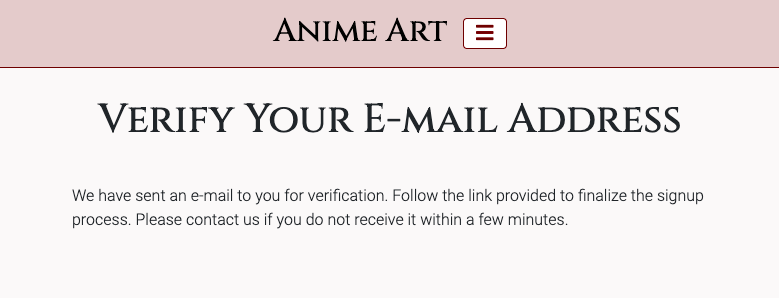 Anime Art
Verify Your E-mail Address
We have sent an e-mail to you for verification. Follow the link provided to finalize the signup
process. Please contact us if you do not receive it within a few minutes.